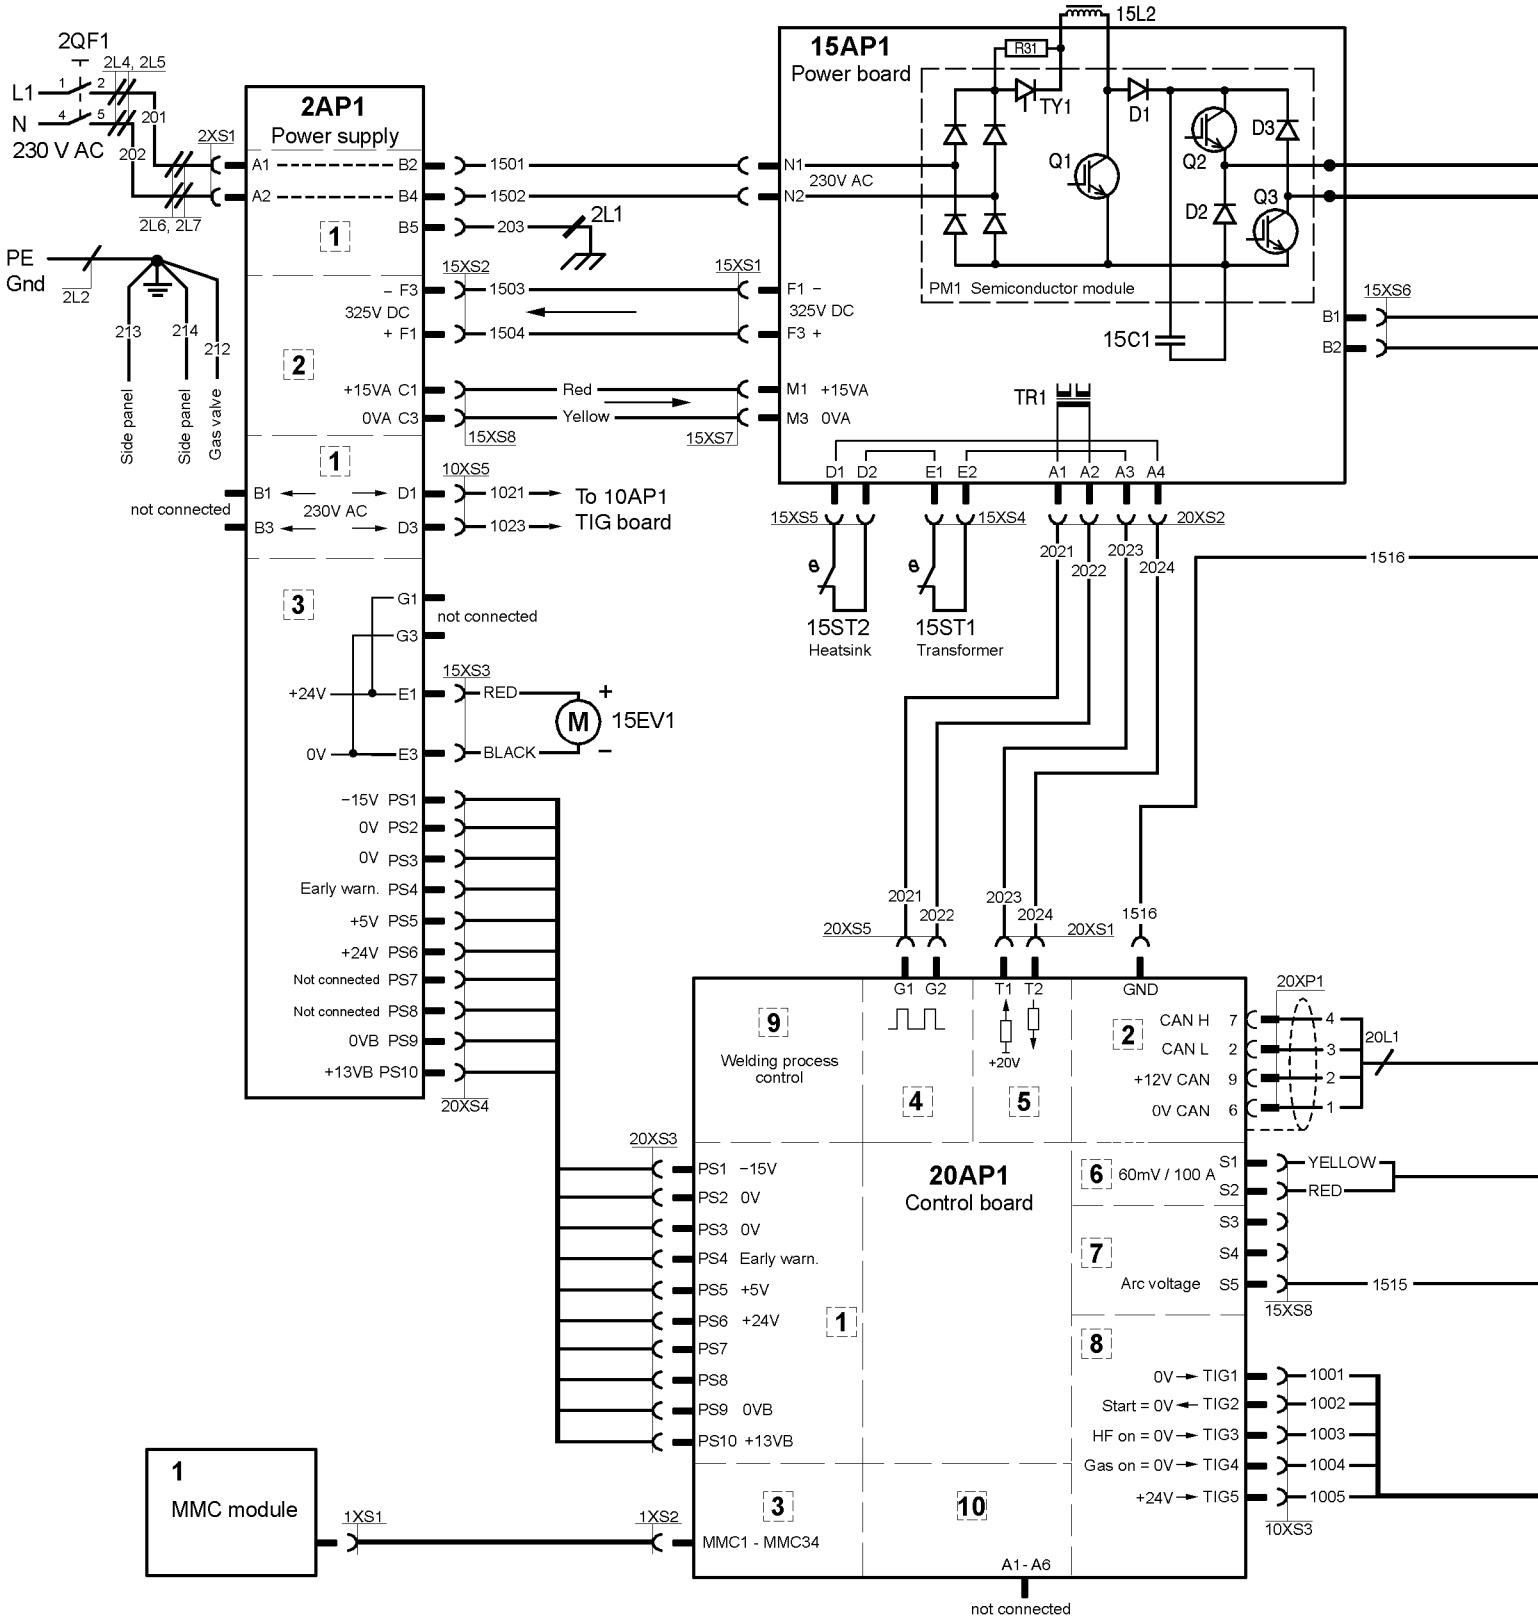 2QF1
2L4, 2L5
L1 1 2
N 4 5
201
202
230 V AC
2XS1
2L6, 2L7
PE
Gnd
2L2
213
214
212
Side panel
Side panel
Gas valve
2AP1
Power supply
A1 B2 1501
A2 B4 1502
B5 203 2L1
1
15XS2
15XS1
– F3 1503
325V DC
+ F1 1504
2
+15VA C1 Red
0VA C3 Yellow
15XS8
15XS7
1
10XS5
not connected
B1 D1 1021
230V AC
B3 D3 1023
To 10AP1
TIG board
3
G1
not connected
G3
15XS3
+24V E1 RED
0V E3 BLACK
+
M 15EV1
–
–15V PS1
0V PS2
0V PS3
Early warn. PS4
+5V PS5
+24V PS6
Not connected PS7
Not connected PS8
0VB PS9
+13VB PS10
20XS4
15L2
15AP1
Power board
R31
TY1
D1
Q1
Q2
D3
D2
Q3
N1
230V AC
N2
PM1 Semiconductor module
F1 –
325V DC
F3 +
15C1
15XS6
B1
B2
M1 +15VA
M3 0VA
TR1
D1 D2 E1 E2 A1 A2 A3 A4
15XS5
15XS4
20XS2
θ
θ
15ST2
Heatsink
15ST1
Transformer
2021
2022
2023
2024
1516
2021
2022
2023
2024
1516
20XS5
20XS1
G1 G2 T1 T2 GND
+20V
9
Welding process
control
4
5
2
20XP1
CAN H 7 4
CAN L 2 3
+12V CAN 9 2
0V CAN 6 1
20L1
20XS3
20AP1
Control board
PS1 –15V
PS2 0V
PS3 0V
PS4 Early warn.
PS5 +5V
PS6 +24V
PS7
PS8
PS9 0VB
PS10 +13VB
1
6 60mV / 100 A
S1 YELLOW
S2 RED
S3
7
S4
Arc voltage S5 1515
15XS8
8
0V TIG1 1001
Start = 0V TIG2 1002
HF on = 0V TIG3 1003
Gas on = 0V TIG4 1004
+24V TIG5 1005
10XS3
1
MMC module
1XS1
1XS2
3
MMC1 - MMC34
10
A1- A6
not connected